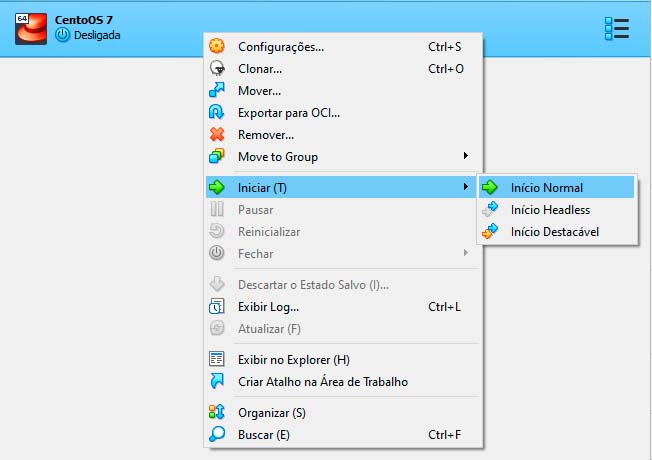 64
CentoOS 7
Desligada
Configurações... Ctrl+S
Clonar... Ctrl+O
Mover...
Exportar para OCI...
Remover...
Move to Group
Iniciar (T)
Início Normal
Pausar
Início Headless
Reinicializar
Início Destacável
Fechar
Descartar o Estado Salvo (I)...
Exibir Log... Ctrl+L
Atualizar (F)
Exibir no Explorer (H)
Criar Atalho na Área de Trabalho
Organizar (S)
Buscar (E) Ctrl+F